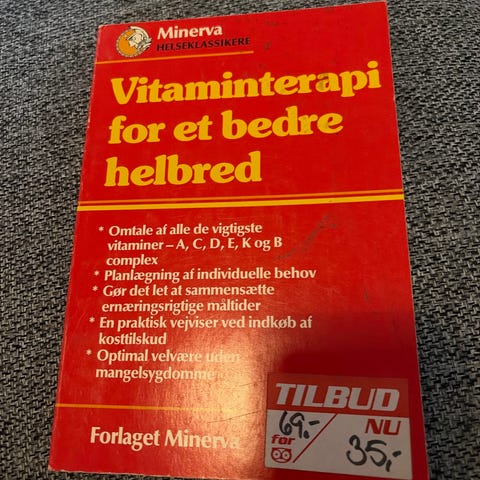 Minerva
HELSEKLASSIKERE
Vitaminterapi
for et bedre
helbred
* Omtale af alle de vigtigste
vitaminer – A, C, D, E, K og B
complex
* Planlægning af individuelle behov
* Gør det let at sammensætte
ernæringsrigtige måltider
* En praktisk vejviser ved indkøb af
kosttilskud
* Optimal velvære uden
mangelsygdomme
Forlaget Minerva
TILBUD
69.-
før
NU
35,-